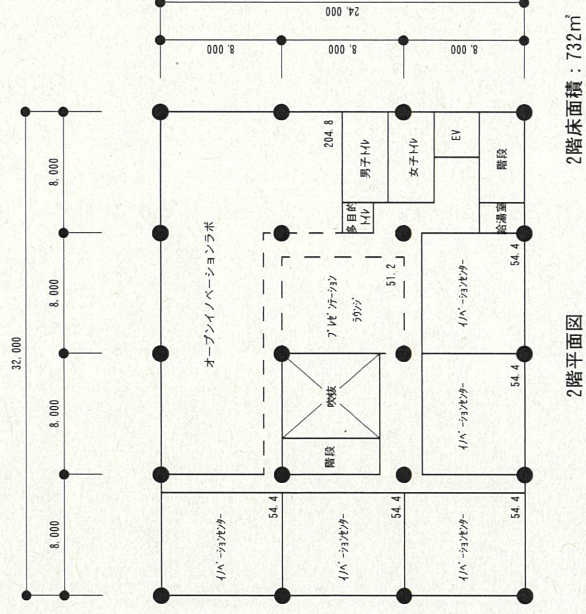 32,000
8,000
8,000
8,000
8,000
24,000
8,000
8,000
8,000
オープンイノベーションラボ
204.8
男子トイレ
女子トイレ
EV
階段
多目的
トイレ
給湯室
プレゼンテーション
ラウンジ
51.2
吹抜
階段
イノベーションセンター
54.4
イノベーションセンター
54.4
イノベーションセンター
54.4
イノベーションセンター
54.4
イノベーションセンター
54.4
2階平面図
2階床面積：732㎡